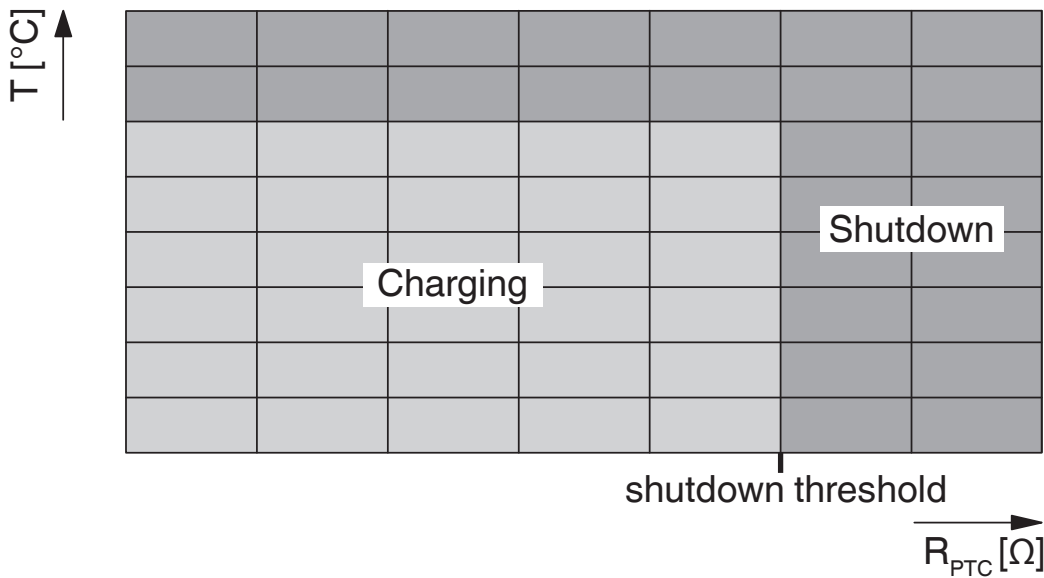 T [°C]
Shutdown
Charging
shutdown threshold
R_PTC [Ω]